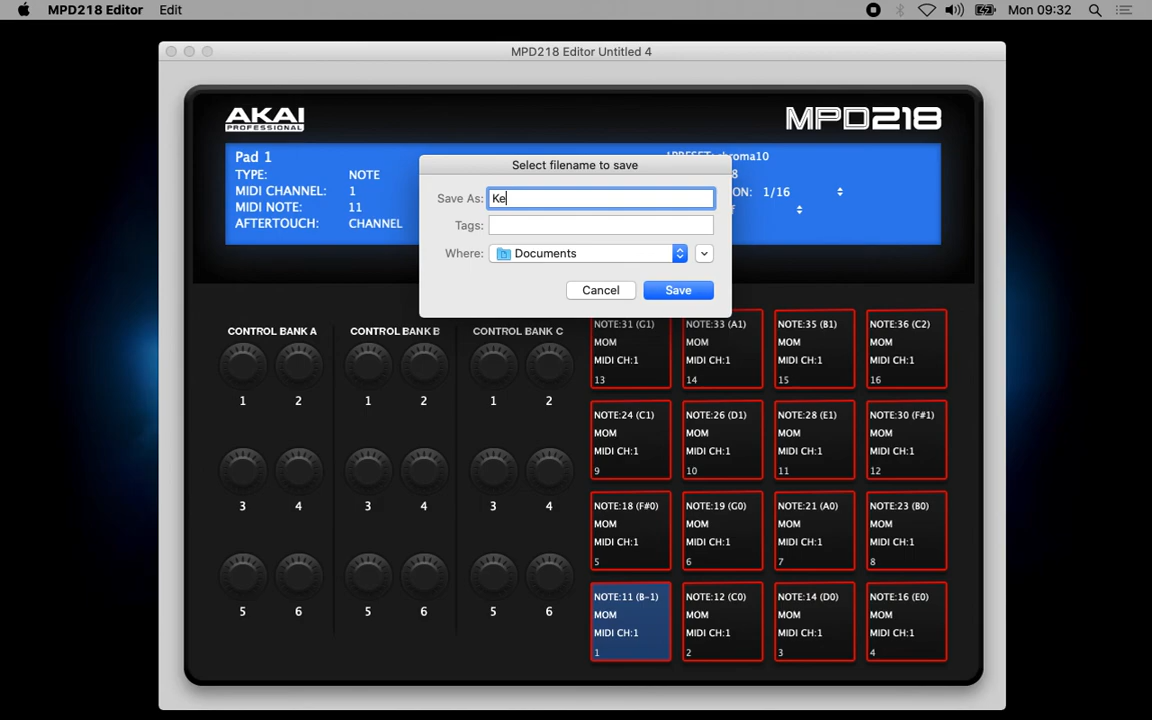 MPD218 Editor Edit Mon 09:32
MPD218 Editor Untitled 4
AKAI
PROFESSIONAL
MPD218
Pad 1
TYPE: NOTE
MIDI CHANNEL: 1
MIDI NOTE: 11
AFTERTOUCH: CHANNEL
Select filename to save
Save As: Ke
Tags:
Where: Documents
Cancel Save
PRESET: chroma10
8
ON: 1/16
CONTROL BANK A CONTROL BANK B CONTROL BANK C
1 2 1 2 1 2
3 4 3 4 3 4
5 6 5 6 5 6
NOTE:31 (G1) NOTE:33 (A1) NOTE:35 (B1) NOTE:36 (C2)
MOM MOM MOM MOM
MIDI CH:1 MIDI CH:1 MIDI CH:1 MIDI CH:1
13 14 15 16
NOTE:24 (C1) NOTE:26 (D1) NOTE:28 (E1) NOTE:30 (F#1)
MOM MOM MOM MOM
MIDI CH:1 MIDI CH:1 MIDI CH:1 MIDI CH:1
9 10 11 12
NOTE:18 (F#0) NOTE:19 (G0) NOTE:21 (A0) NOTE:23 (B0)
MOM MOM MOM MOM
MIDI CH:1 MIDI CH:1 MIDI CH:1 MIDI CH:1
5 6 7 8
NOTE:11 (B-1) NOTE:12 (C0) NOTE:14 (D0) NOTE:16 (E0)
MOM MOM MOM MOM
MIDI CH:1 MIDI CH:1 MIDI CH:1 MIDI CH:1
1 2 3 4